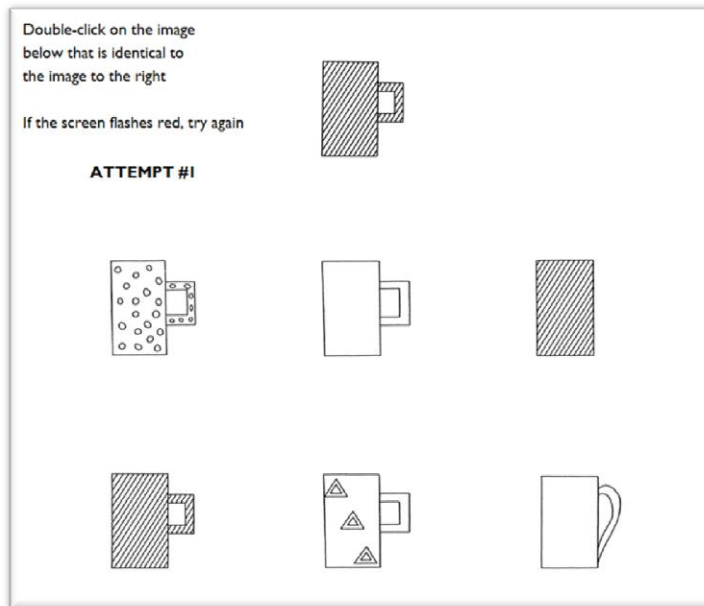 Double-click on the image
below that is identical to
the image to the right
If the screen flashes red, try again
ATTEMPT #1